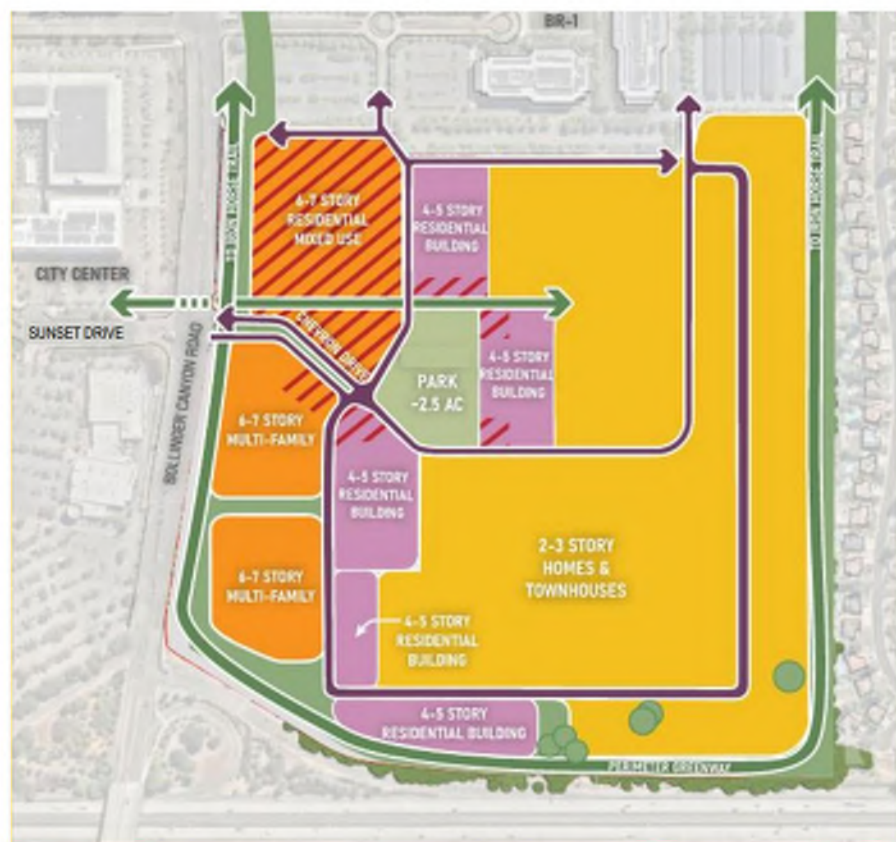 BR-1
6-7 STORY
RESIDENTIAL
MIXED USE
4-5 STORY
RESIDENTIAL
BUILDING
CITY CENTER
SUNSET DRIVE
CHEVRON DRIVE
BOLLINGER CANYON ROAD
PARK
~2.5 AC
4-5 STORY
RESIDENTIAL
BUILDING
6-7 STORY
MULTI-FAMILY
4-5 STORY
RESIDENTIAL
BUILDING
2-3 STORY
HOMES &
TOWNHOUSES
6-7 STORY
MULTI-FAMILY
4-5 STORY
RESIDENTIAL
BUILDING
4-5 STORY
RESIDENTIAL BUILDING
PERIMETER GREENWAY